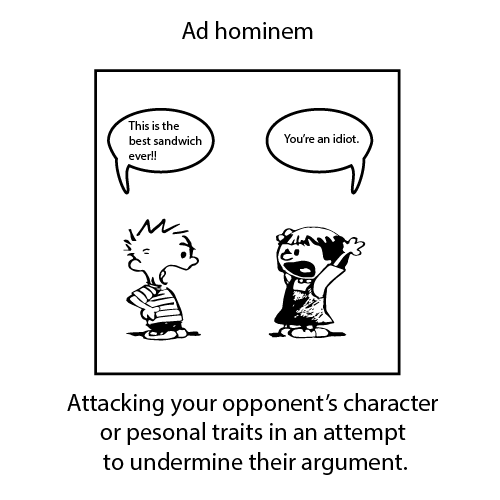 Ad hominem
This is the
best sandwich
ever!!
You're an idiot.
Attacking your opponent's character
or pesonal traits in an attempt
to undermine their argument.